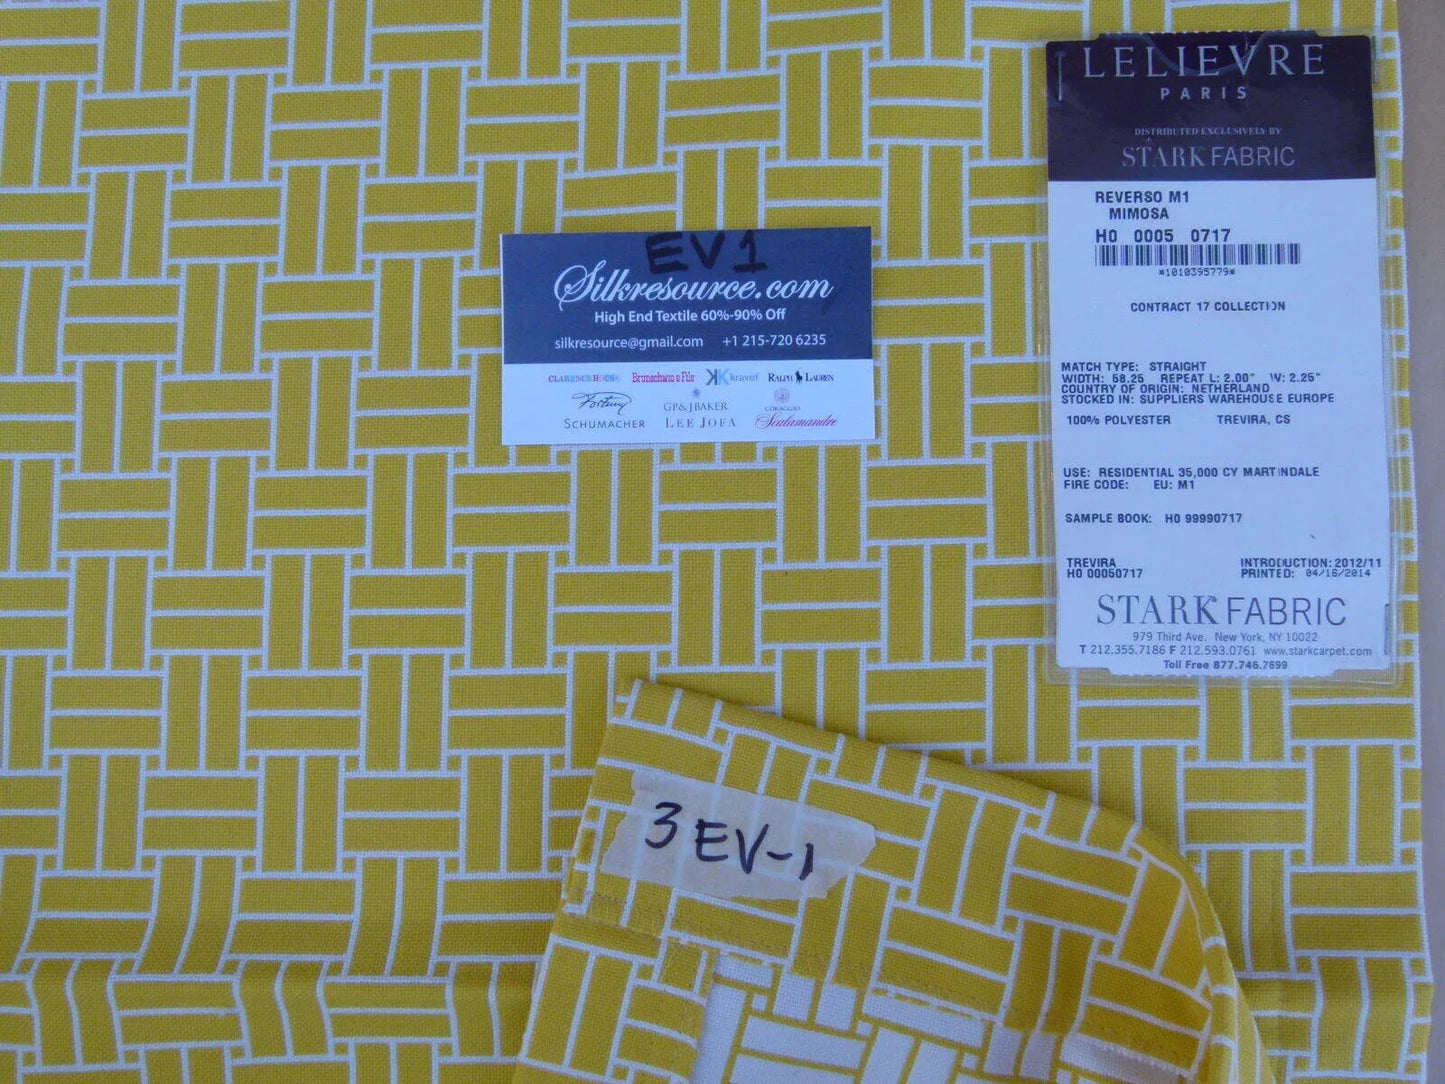 LELIEVRE
PARIS
DISTRIBUTED EXCLUSIVELY BY
STARK FABRIC
REVERSO M1
MIMOSA
H0 0005 0717
*1010395779*
CONTRACT 17 COLLECTION
MATCH TYPE: STRAIGHT
WIDTH: 58.25 REPEAT L: 2.00" W: 2.25"
COUNTRY OF ORIGIN: NETHERLAND
STOCKED IN: SUPPLIERS WAREHOUSE EUROPE
100% POLYESTER TREVIRA, CS
USE: RESIDENTIAL 35,000 CY MARTINDALE
FIRE CODE: EU: M1
SAMPLE BOOK: H0 99990717
TREVIRA INTRODUCTION: 2012/11
H0 00050717 PRINTED: 04/16/2014
STARK FABRIC
979 Third Ave. New York, NY 10022
T 212.355.7186 F 212.593.0761 www.starkcarpet.com
Toll Free 877.746.7699
EV1
Silkresource.com
High End Textile 60%-90% Off
silkresource@gmail.com +1 215-720 6235
CLARENCE HOUSE Brunschwig & Fils kravet RALPH LAUREN
Fortuny GP&JBAKER CORAGGIO
SCHUMACHER LEE JOFA Scalamandre
3EV-1